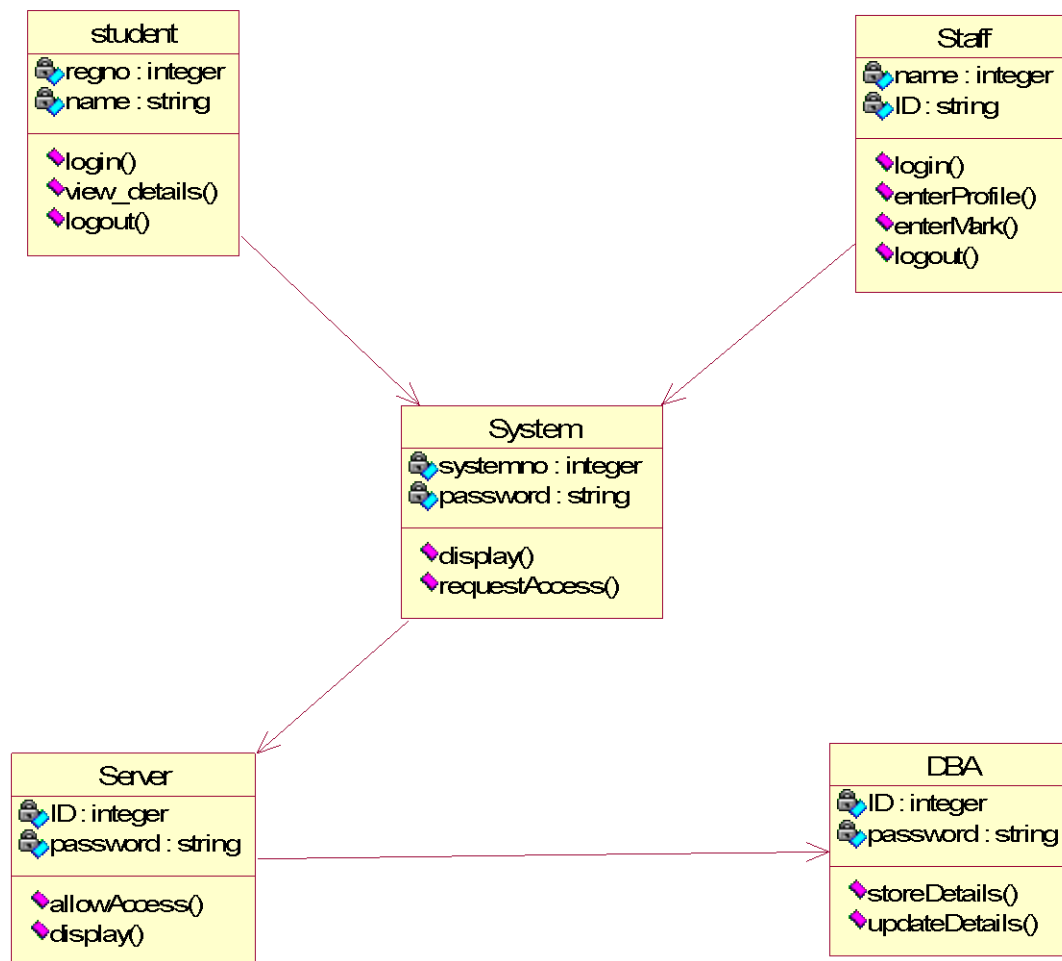 student
regno : integer
name : string
login()
view_details()
logout()
Staff
name : integer
ID : string
login()
enterProfile()
enterMark()
logout()
System
systemno : integer
password : string
display()
requestAccess()
Server
ID : integer
password : string
allowAccess()
display()
DBA
ID : integer
password : string
storeDetails()
updateDetails()